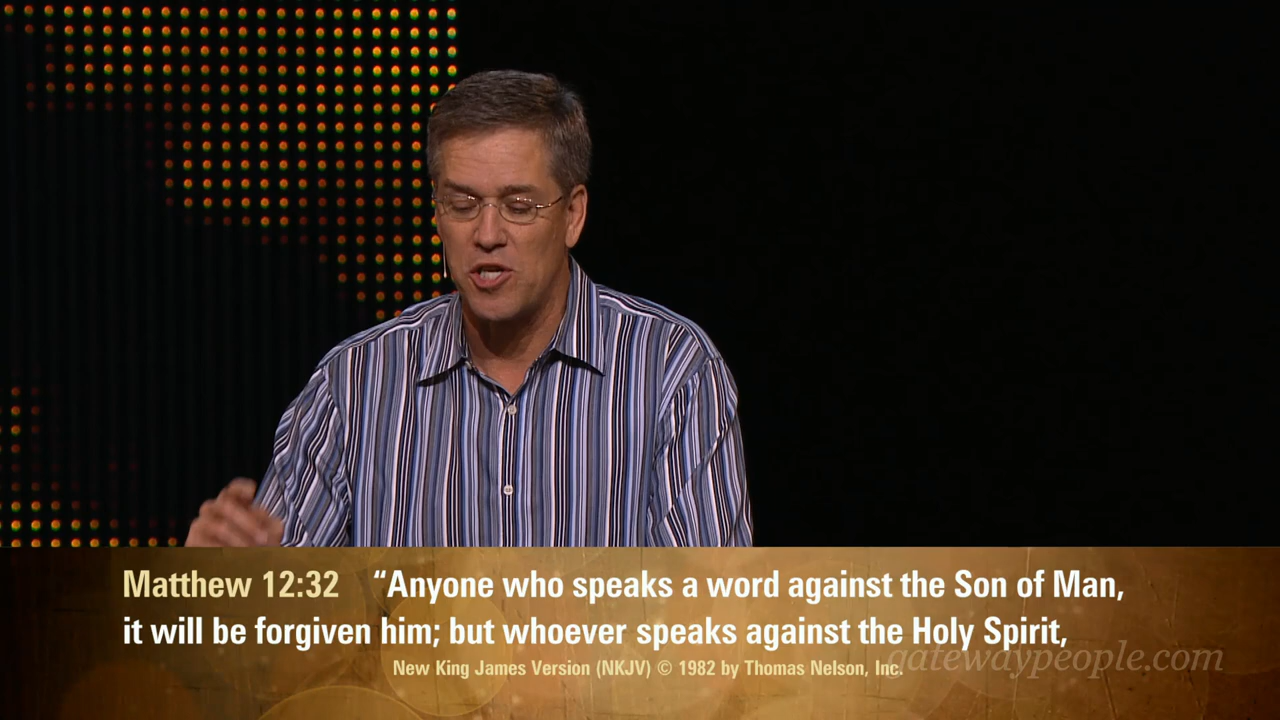 Matthew 12:32 “Anyone who speaks a word against the Son of Man,
it will be forgiven him; but whoever speaks against the Holy Spirit,
New King James Version (NKJV) © 1982 by Thomas Nelson, Inc.
gatewaypeople.com